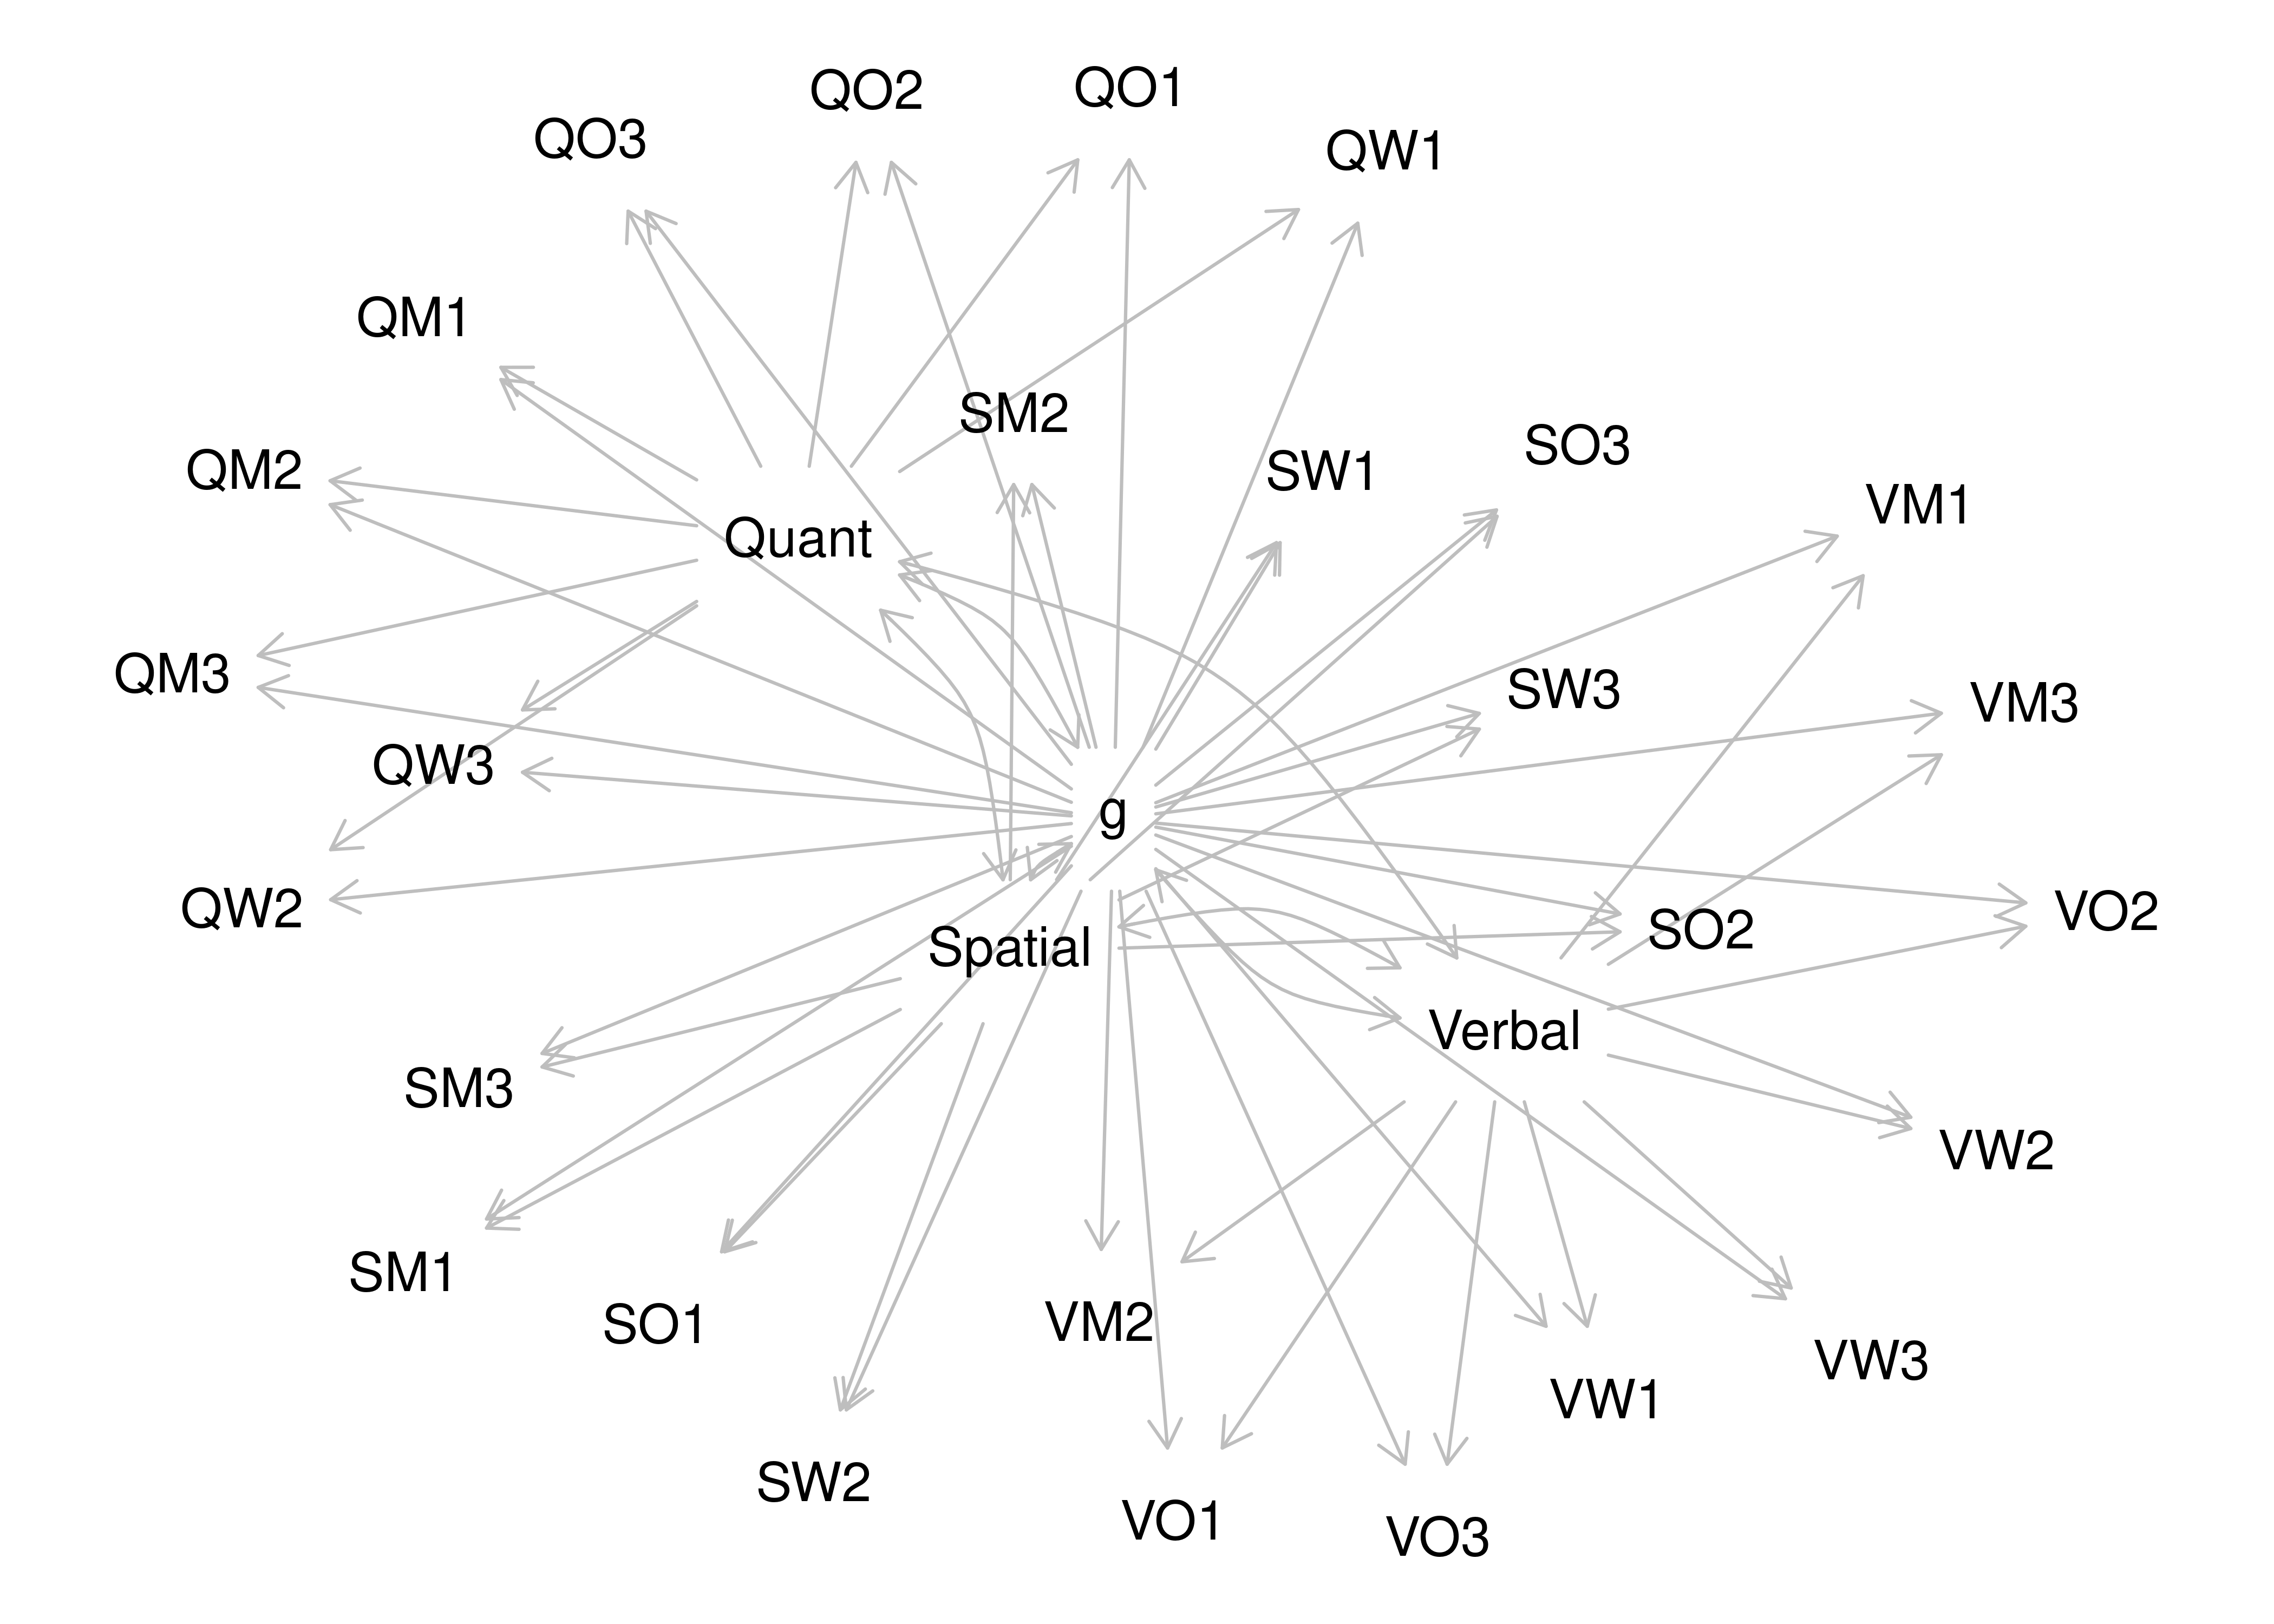 QO1
QO2
QO3
QW1
QM1
SM2
SO3
QM2
SW1
VM1
Quant
QM3
SW3
VM3
QW3
g
QW2
VO2
SO2
Spatial
Verbal
SM3
VW2
SM1
SO1
VM2
VW3
VW1
SW2
VO1
VO3